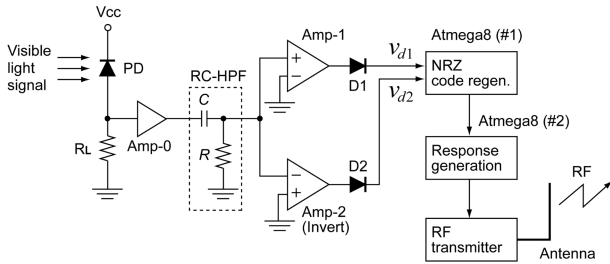 Vcc
Visible
light
signal
PD
RL
Amp-0
RC-HPF
C
R
Amp-1
+
−
D1
vd1
vd2
−
+
D2
Amp-2
(Invert)
Atmega8 (#1)
NRZ
code regen.
Atmega8 (#2)
Response
generation
RF
transmitter
RF
Antenna